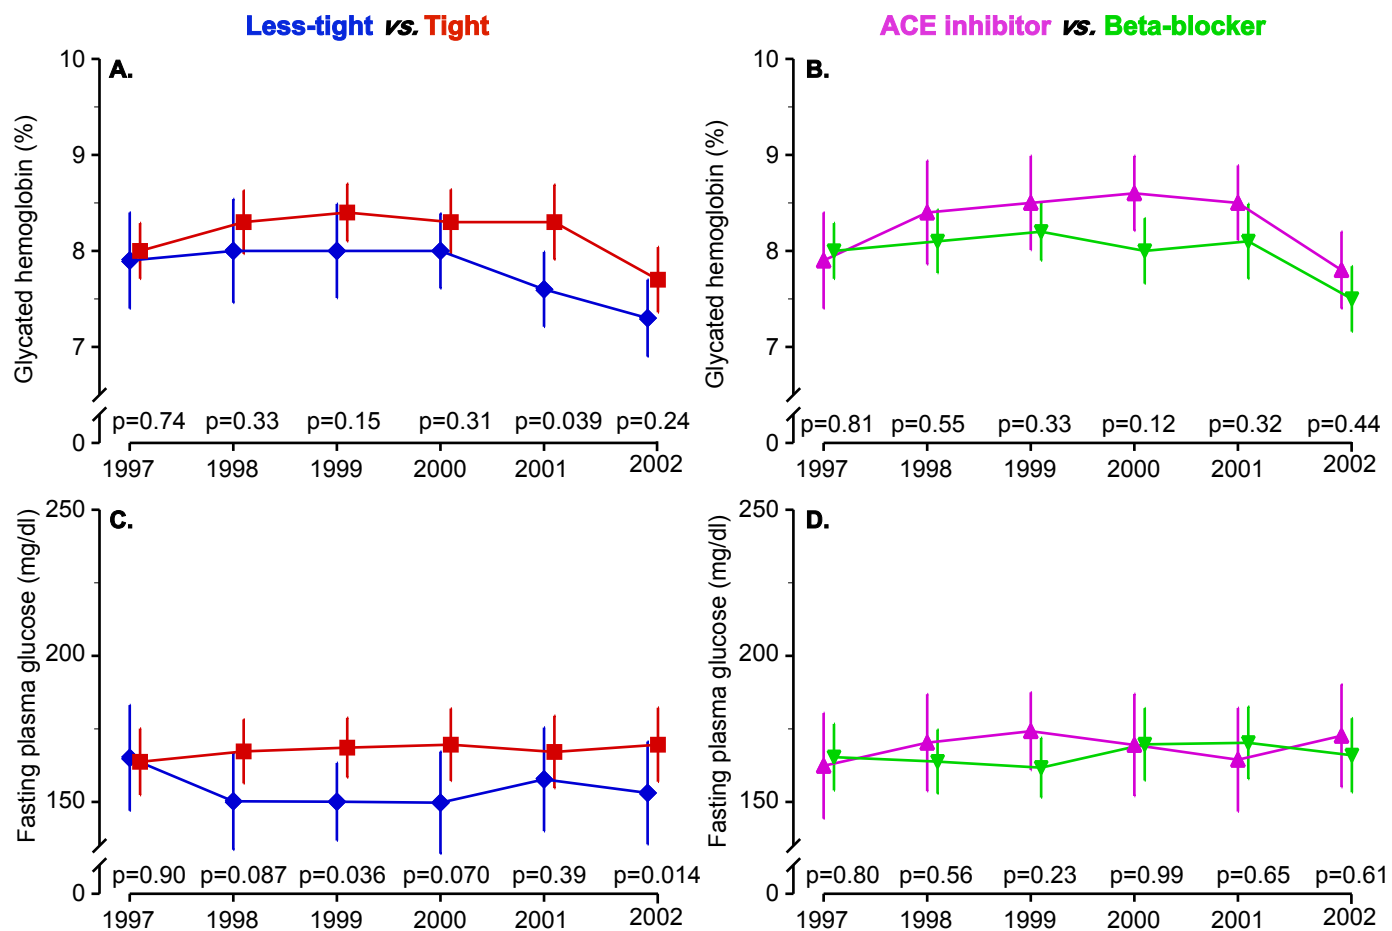 Less-tight vs. Tight
ACE inhibitor vs. Beta-blocker
A.
Glycated hemoglobin (%)
10
9
8
7
0
p=0.74 p=0.33 p=0.15 p=0.31 p=0.039 p=0.24
1997 1998 1999 2000 2001 2002
B.
Glycated hemoglobin (%)
10
9
8
7
0
p=0.81 p=0.55 p=0.33 p=0.12 p=0.32 p=0.44
1997 1998 1999 2000 2001 2002
C.
Fasting plasma glucose (mg/dl)
250
200
150
0
p=0.90 p=0.087 p=0.036 p=0.070 p=0.39 p=0.014
1997 1998 1999 2000 2001 2002
D.
Fasting plasma glucose (mg/dl)
250
200
150
0
p=0.80 p=0.56 p=0.23 p=0.99 p=0.65 p=0.61
1997 1998 1999 2000 2001 2002